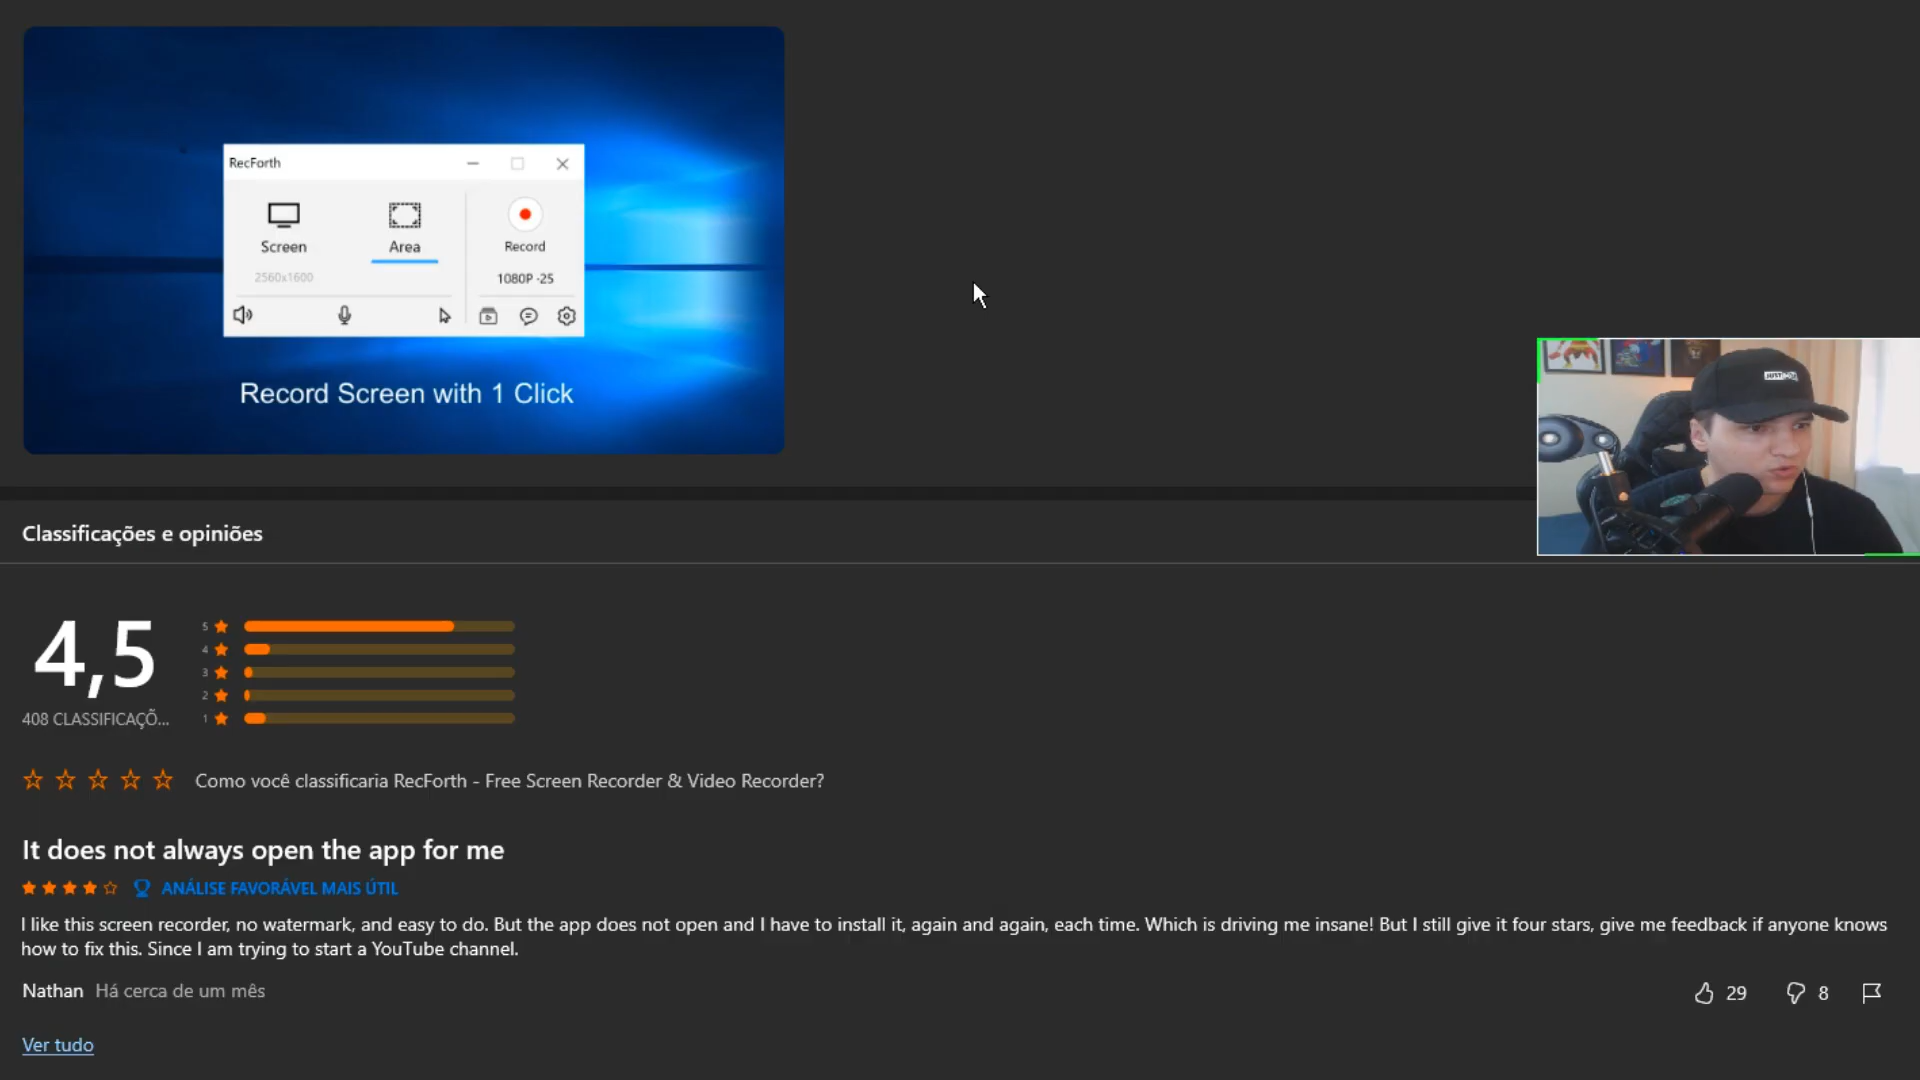 RecForth
Screen
Area
Record
2560x1600
1080P -25
Record Screen with 1 Click
Classificações e opiniões
4,5
408 CLASSIFICAÇÕ...
5
4
3
2
1
Como você classificaria RecForth - Free Screen Recorder & Video Recorder?
It does not always open the app for me
ANÁLISE FAVORÁVEL MAIS ÚTIL
I like this screen recorder, no watermark, and easy to do. But the app does not open and I have to install it, again and again, each time. Which is driving me insane! But I still give it four stars, give me feedback if anyone knows
how to fix this. Since I am trying to start a YouTube channel.
Nathan Há cerca de um mês
29
8
Ver tudo